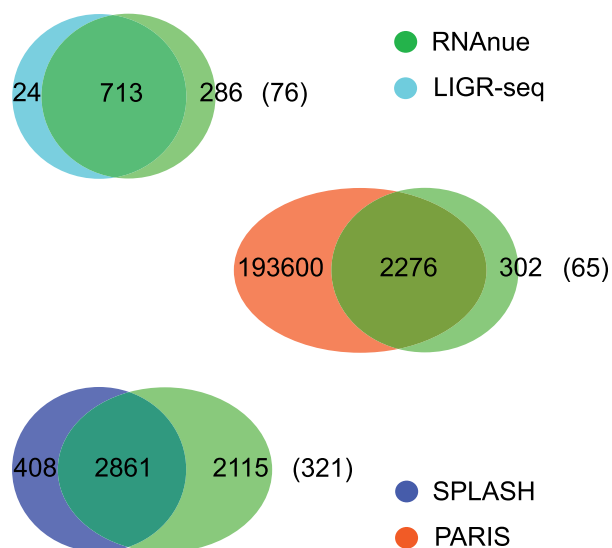 RNAnue
LIGR-seq
24 713 286 (76)
193600 2276 302 (65)
408 2861 2115 (321)
SPLASH
PARIS